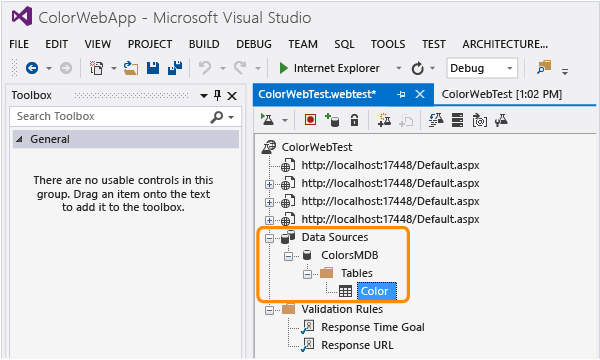 ColorWebApp - Microsoft Visual Studio
FILE EDIT VIEW PROJECT BUILD DEBUG TEAM SQL TOOLS TEST ARCHITECTURE...
Internet Explorer Debug
Toolbox
Search Toolbox
General
There are no usable controls in this
group. Drag an item onto the text
to add it to the toolbox.
ColorWebTest.webtest* ColorWebTest [1:02 PM]
ColorWebTest
http://localhost:17448/Default.aspx
http://localhost:17448/Default.aspx
http://localhost:17448/Default.aspx
http://localhost:17448/Default.aspx
Data Sources
ColorsMDB
Tables
Color
Validation Rules
Response Time Goal
Response URL